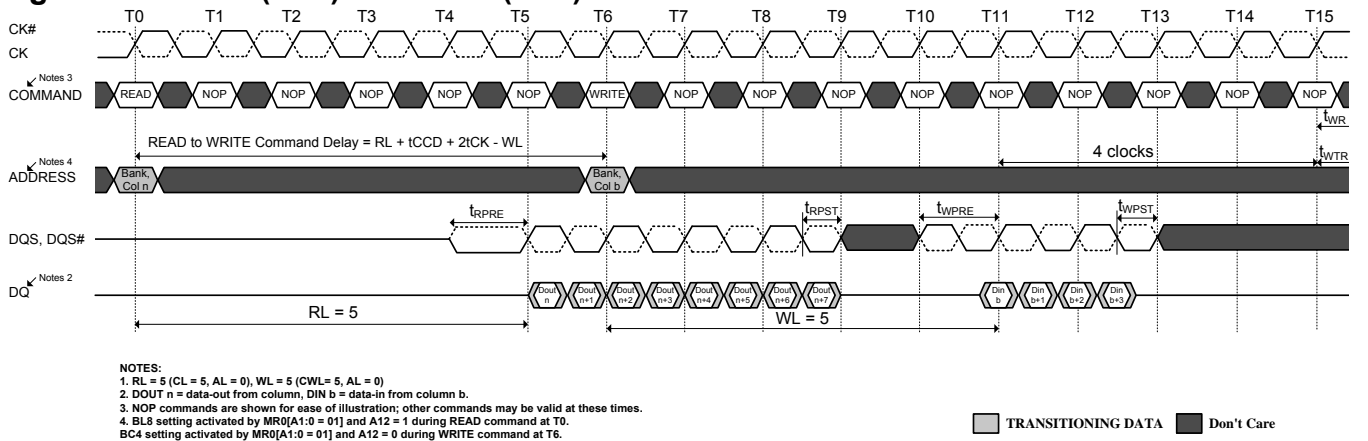 T0 T1 T2 T3 T4 T5 T6 T7 T8 T9 T10 T11 T12 T13 T14 T15
CK#
CK
Notes 3
COMMAND READ NOP NOP NOP NOP NOP WRITE NOP NOP NOP NOP NOP NOP NOP NOP NOP
tWR
READ to WRITE Command Delay = RL + tCCD + 2tCK - WL
4 clocks
tWTR
Notes 4
ADDRESS
Bank, Col n
Bank, Col b
tRPRE tRPST tWPRE tWPST
DQS, DQS#
Notes 2
DQ
Dout n Dout n+1 Dout n+2 Dout n+3 Dout n+4 Dout n+5 Dout n+6 Dout n+7 Din b Din b+1 Din b+2 Din b+3
RL = 5 WL = 5
NOTES:
1. RL = 5 (CL = 5, AL = 0), WL = 5 (CWL= 5, AL = 0)
2. DOUT n = data-out from column, DIN b = data-in from column b.
3. NOP commands are shown for ease of illustration; other commands may be valid at these times.
4. BL8 setting activated by MR0[A1:0 = 01] and A12 = 1 during READ command at T0.
BC4 setting activated by MR0[A1:0 = 01] and A12 = 0 during WRITE command at T6.
TRANSITIONING DATA Don't Care